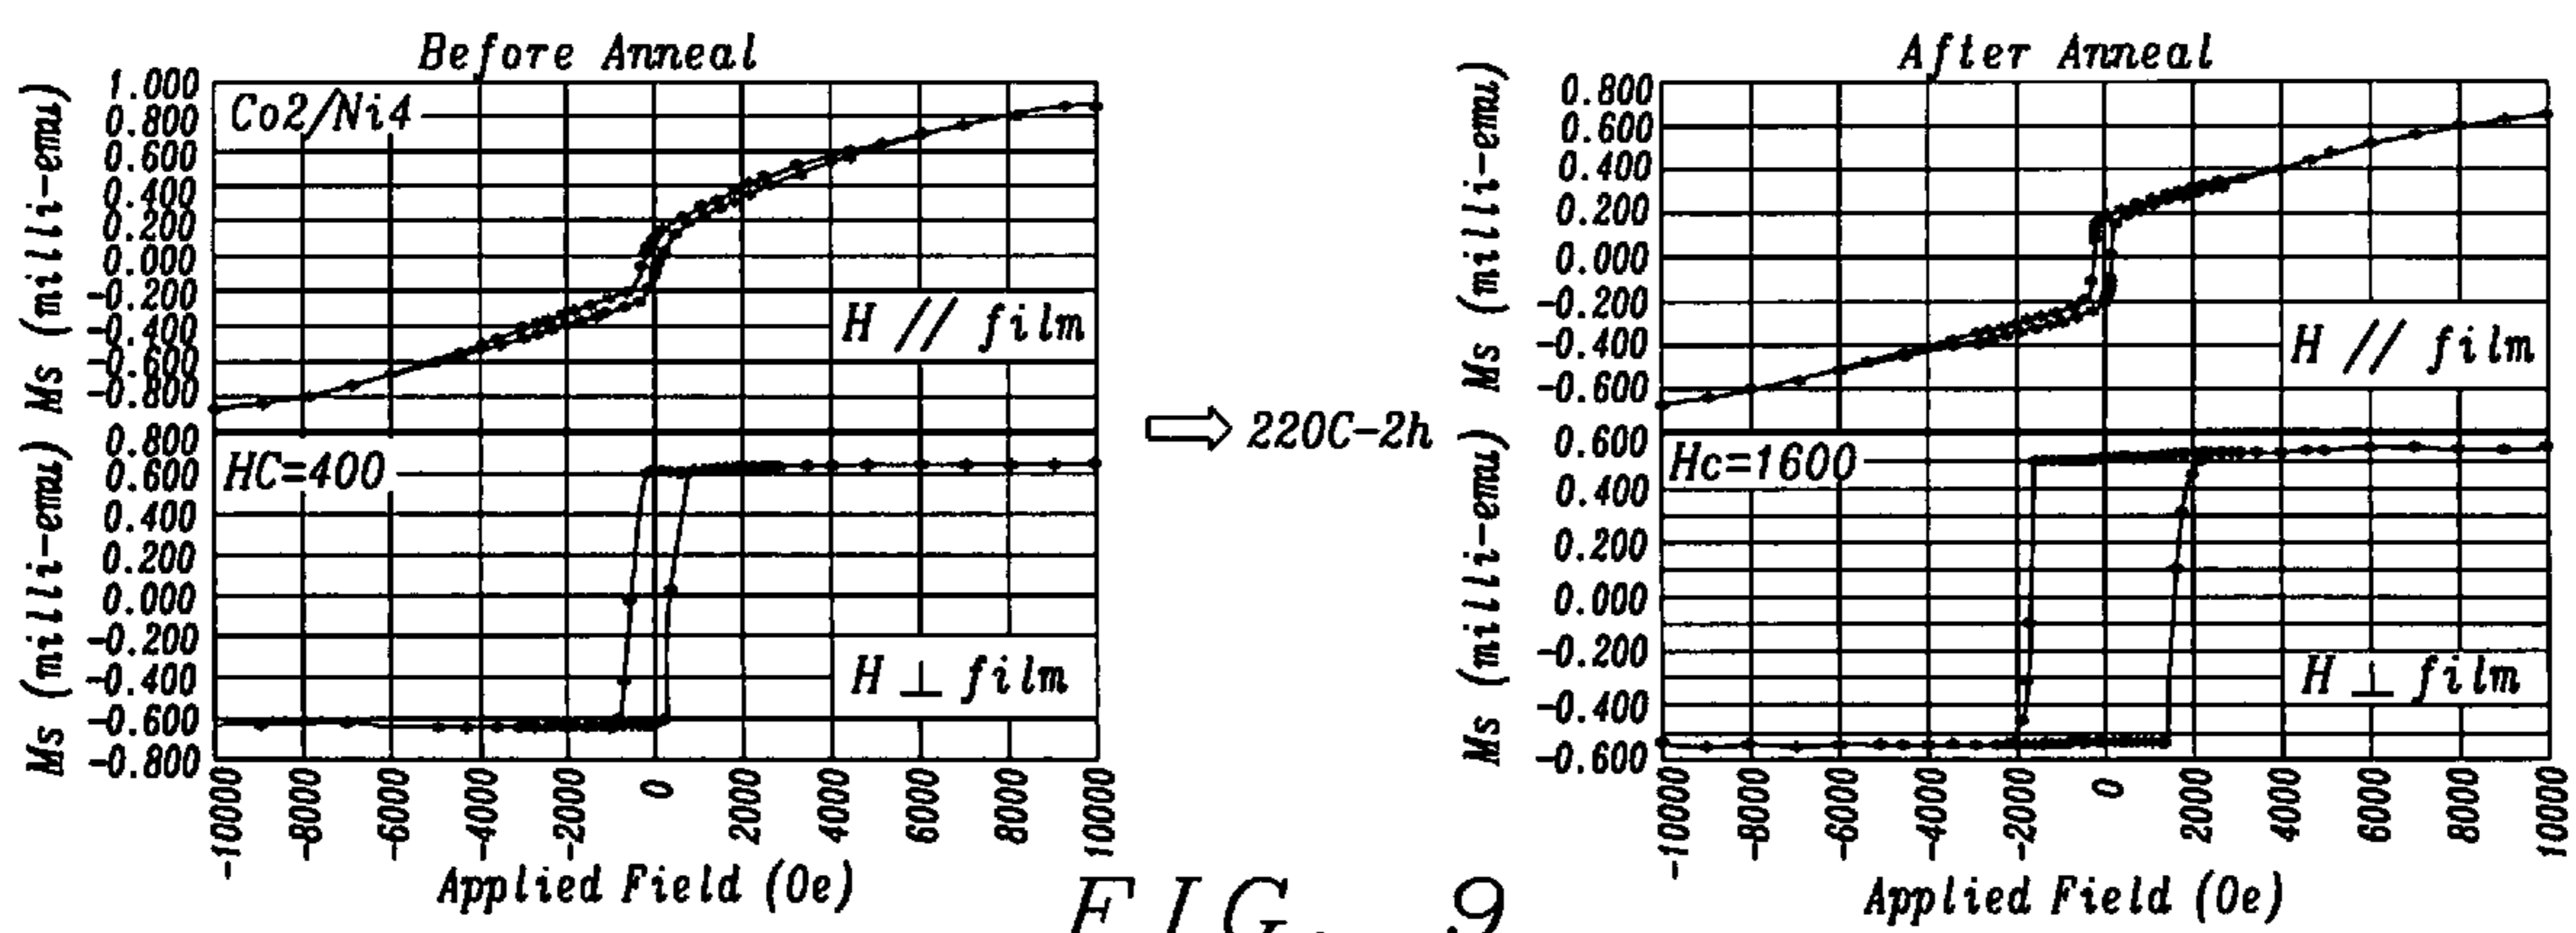 Before Anneal
Ms (milli-emu)
1.000
0.800
0.600
0.400
0.200
0.000
-0.200
-0.400
-0.600
-0.800
Co2/Ni4
H // film
Ms (milli-emu)
0.800
0.600
0.400
0.200
0.000
-0.200
-0.400
-0.600
-0.800
HC=400
H ⊥ film
-10000 -8000 -6000 -4000 -2000 0 2000 4000 6000 8000 10000
Applied Field (Oe)
⇨ 220C-2h
After Anneal
Ms (milli-emu)
0.800
0.600
0.400
0.200
0.000
-0.200
-0.400
-0.600
H // film
Ms (milli-emu)
0.600
0.400
0.200
0.000
-0.200
-0.400
-0.600
Hc=1600
H ⊥ film
-10000 -8000 -6000 -4000 -2000 0 2000 4000 6000 8000 10000
Applied Field (Oe)
FIG. 9